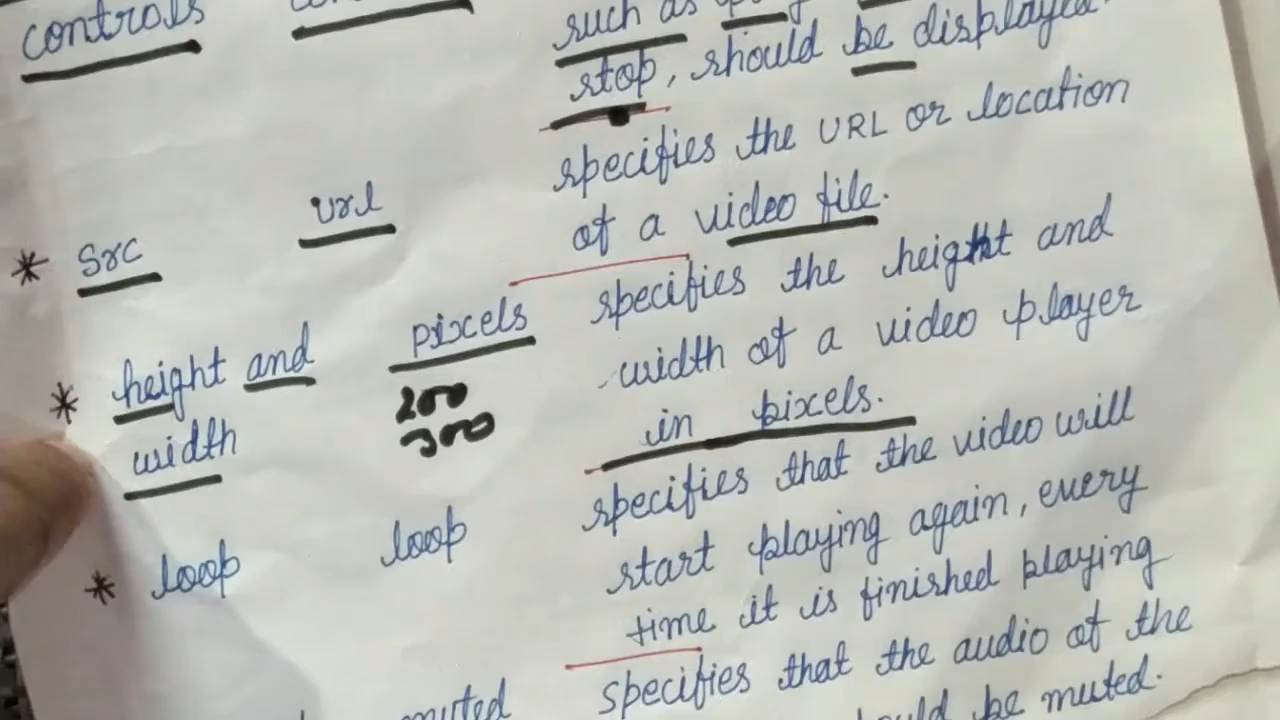 controls
such as
stop, should be displayed.
* Src url specifies the URL or location
of a video file.
* height and pixels specifies the height and
width 200 width of a video player
300 in pixels.
* loop loop specifies that the video will
start playing again, every
time it is finished playing
muted specifies that the audio of the
be muted.